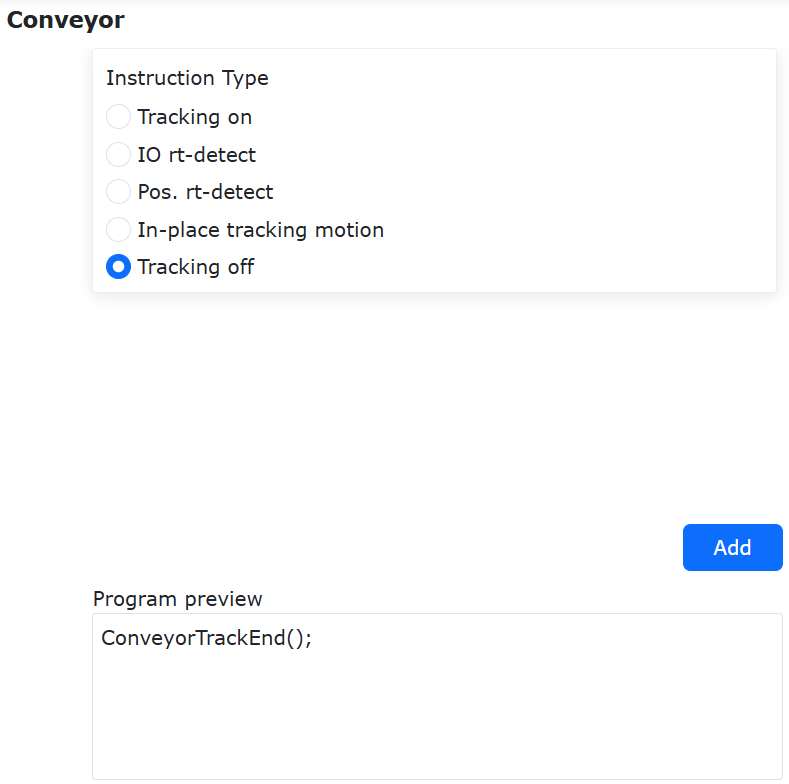 Conveyor
Instruction Type
Tracking on
IO rt-detect
Pos. rt-detect
In-place tracking motion
Tracking off
Add
Program preview
ConveyorTrackEnd();